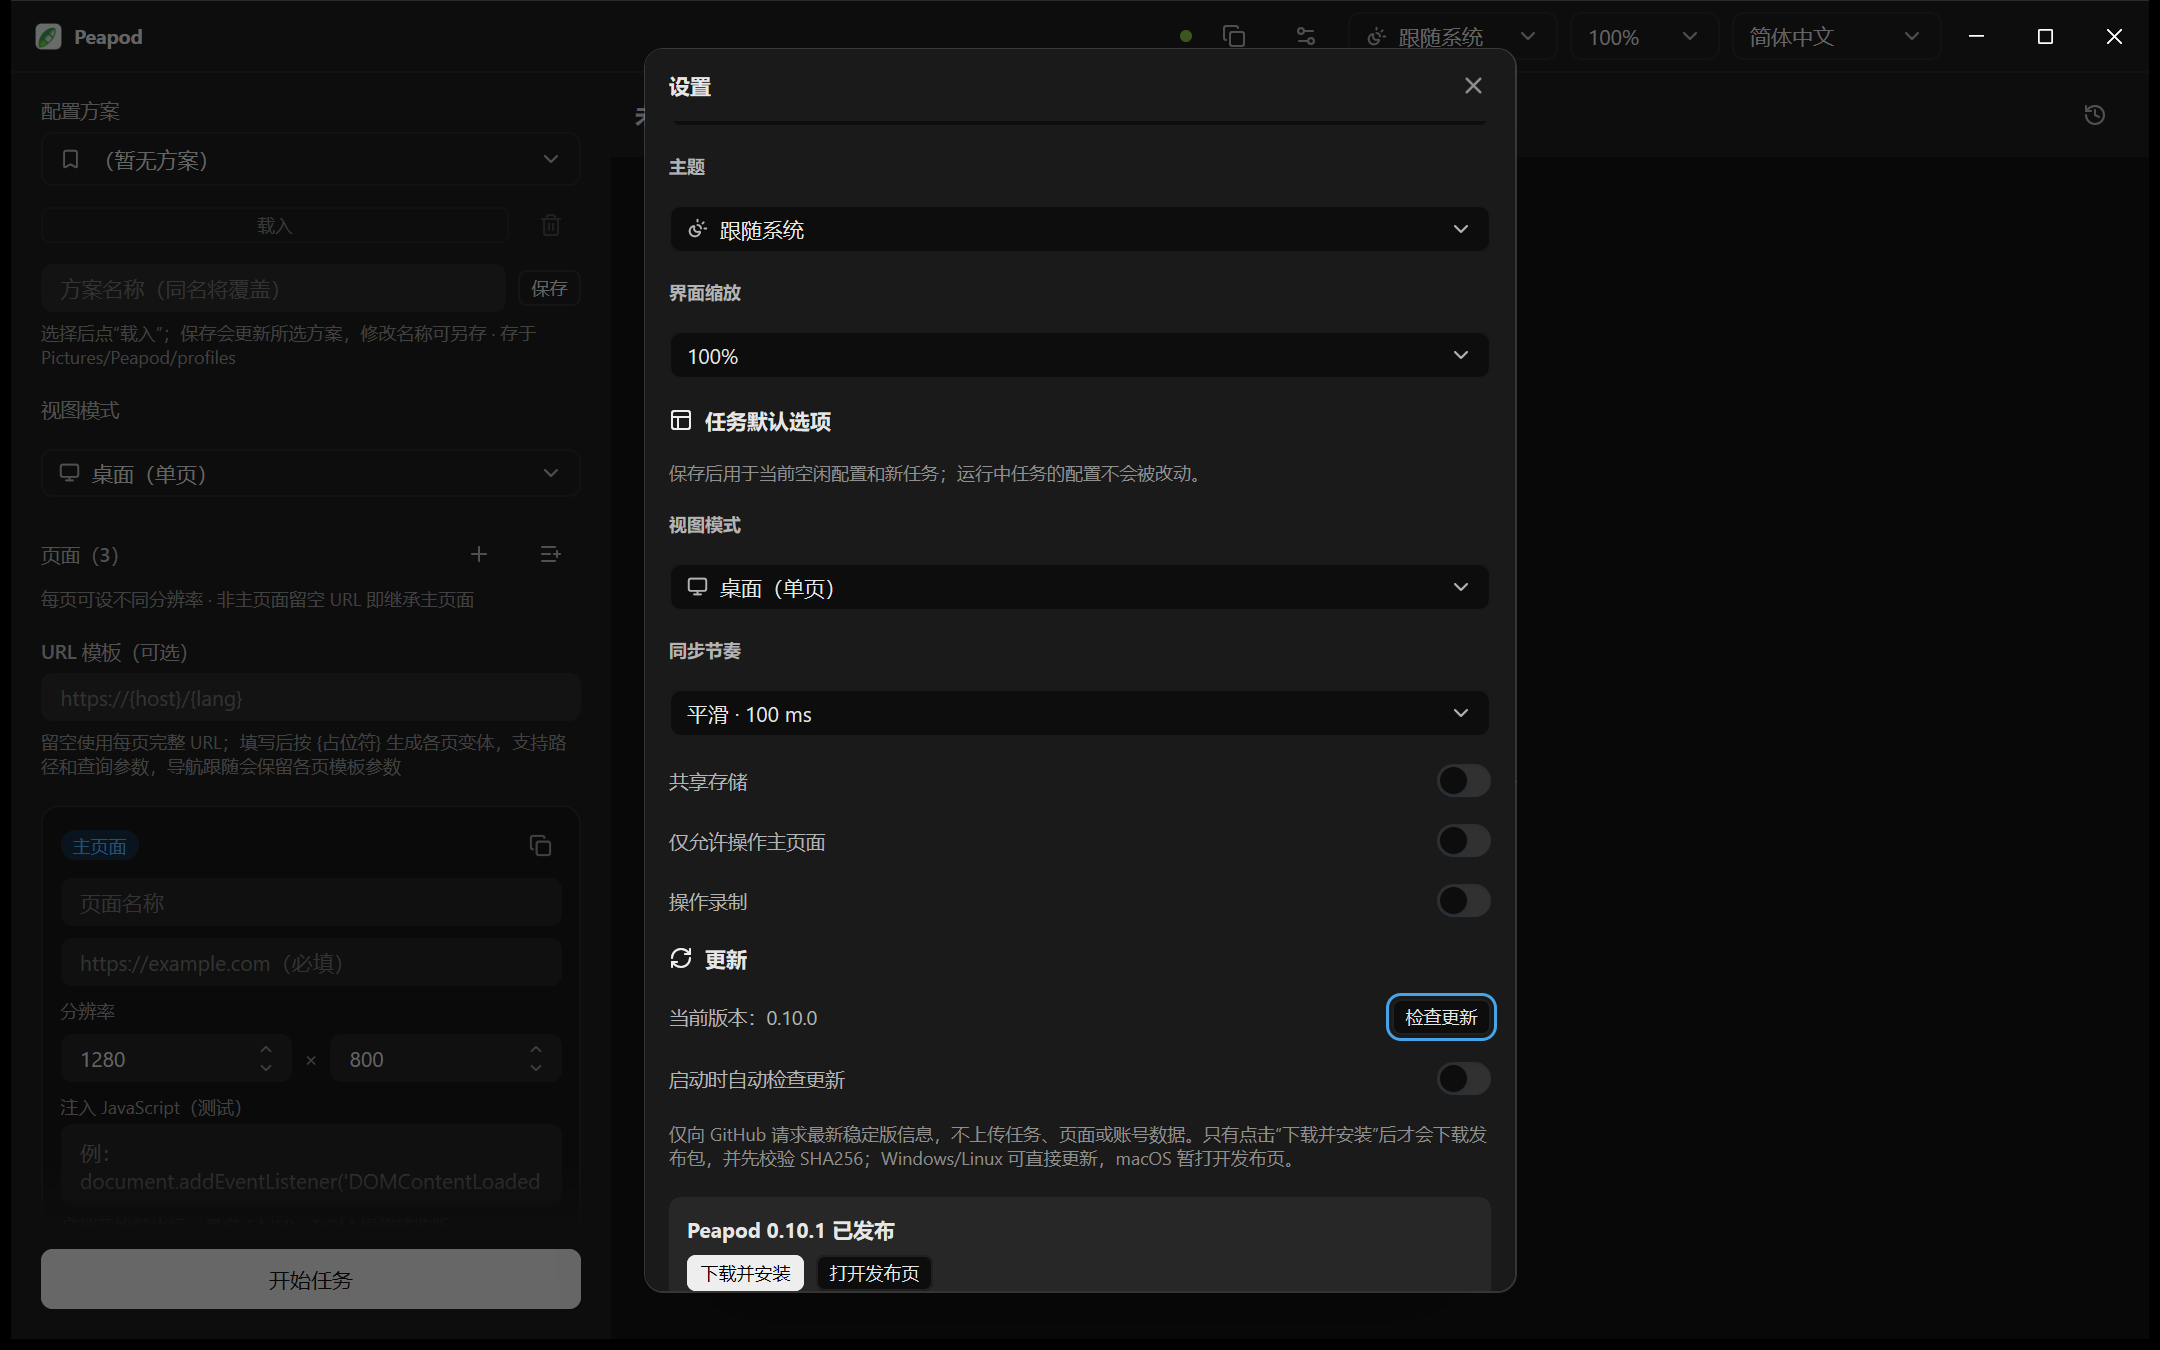 Peapod
跟随系统
100%
简体中文
配置方案
（暂无方案）
载入
方案名称（同名将覆盖）
保存
选择后点“载入”；保存会更新所选方案，修改名称可另存 · 存于
Pictures/Peapod/profiles
视图模式
桌面（单页）
页面（3）
每页可设不同分辨率 · 非主页面留空 URL 即继承主页面
URL 模板（可选）
https://{host}/{lang}
留空使用每页完整 URL；填写后按 {占位符} 生成各页变体，支持路
径和查询参数，导航跟随会保留各页模板参数
主页面
页面名称
https://example.com（必填）
分辨率
1280
×
800
注入 JavaScript（测试）
例：
document.addEventListener('DOMContentLoaded
开始任务
设置
主题
跟随系统
界面缩放
100%
任务默认选项
保存后用于当前空闲配置和新任务；运行中任务的配置不会被改动。
视图模式
桌面（单页）
同步节奏
平滑 · 100 ms
共享存储
仅允许操作主页面
操作录制
更新
当前版本：0.10.0
检查更新
启动时自动检查更新
仅向 GitHub 请求最新稳定版信息，不上传任务、页面或账号数据。只有点击“下载并安装”后才会下载发
布包，并先校验 SHA256；Windows/Linux 可直接更新，macOS 暂打开发布页。
Peapod 0.10.1 已发布
下载并安装
打开发布页